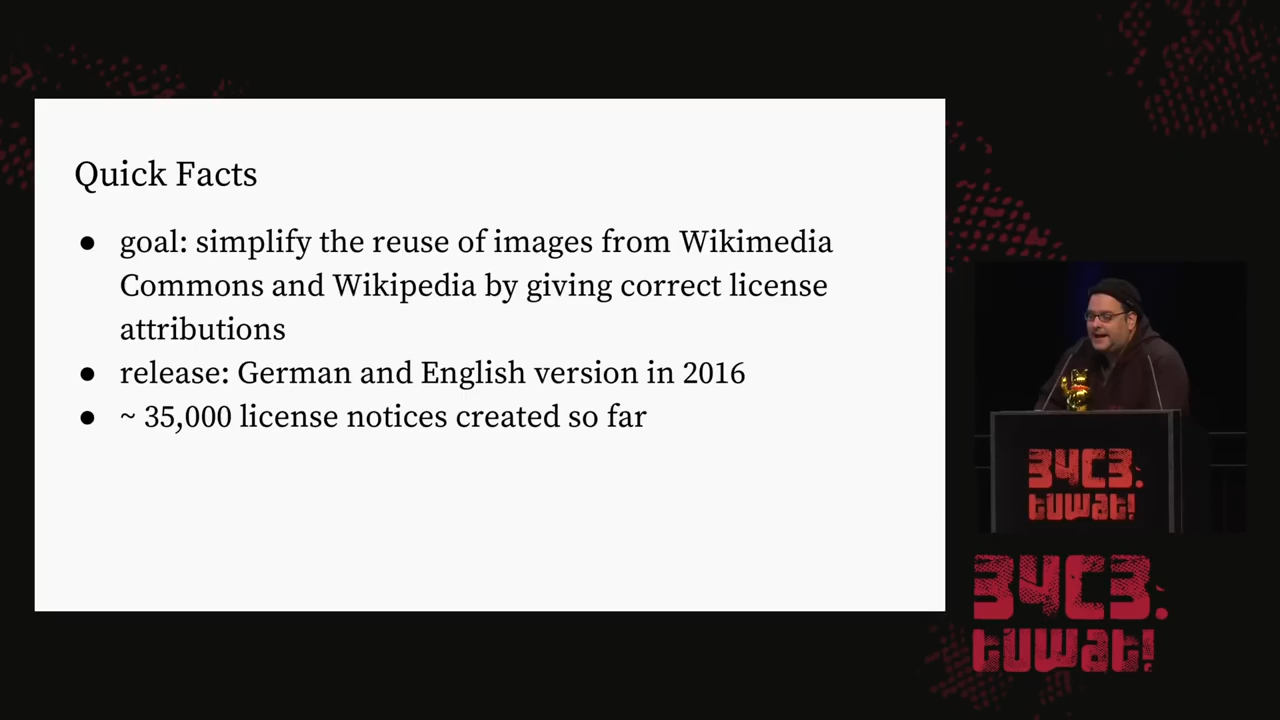 Quick Facts
● goal: simplify the reuse of images from Wikimedia
Commons and Wikipedia by giving correct license
attributions
● release: German and English version in 2016
● ~ 35,000 license notices created so far
34C3.
tuwat!
34C3.
tuwat!